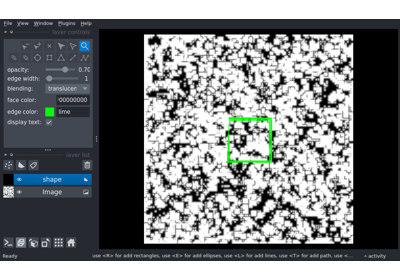 File View Window Plugins Help
layer controls
opacity: 0.70
edge width: 1
blending: translucen
face color: 00000000
edge color: lime
display text:
layer list
shape
Image
Ready use <R> for add rectangles, use <E> for add ellipses, use <L> for add lines, use <T> for add path, use <... activity